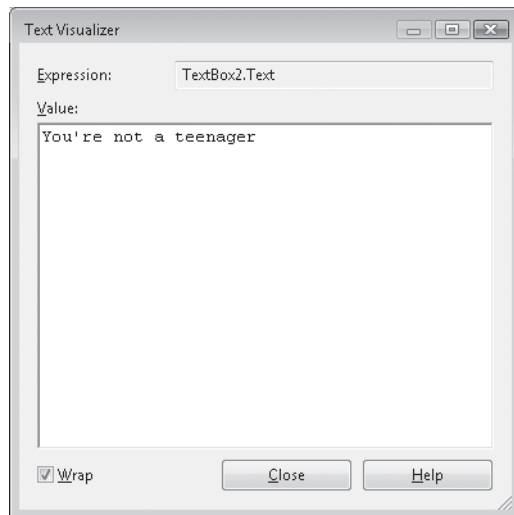 Text Visualizer
Expression: TextBox2.Text
Value:
You're not a teenager
Wrap Close Help